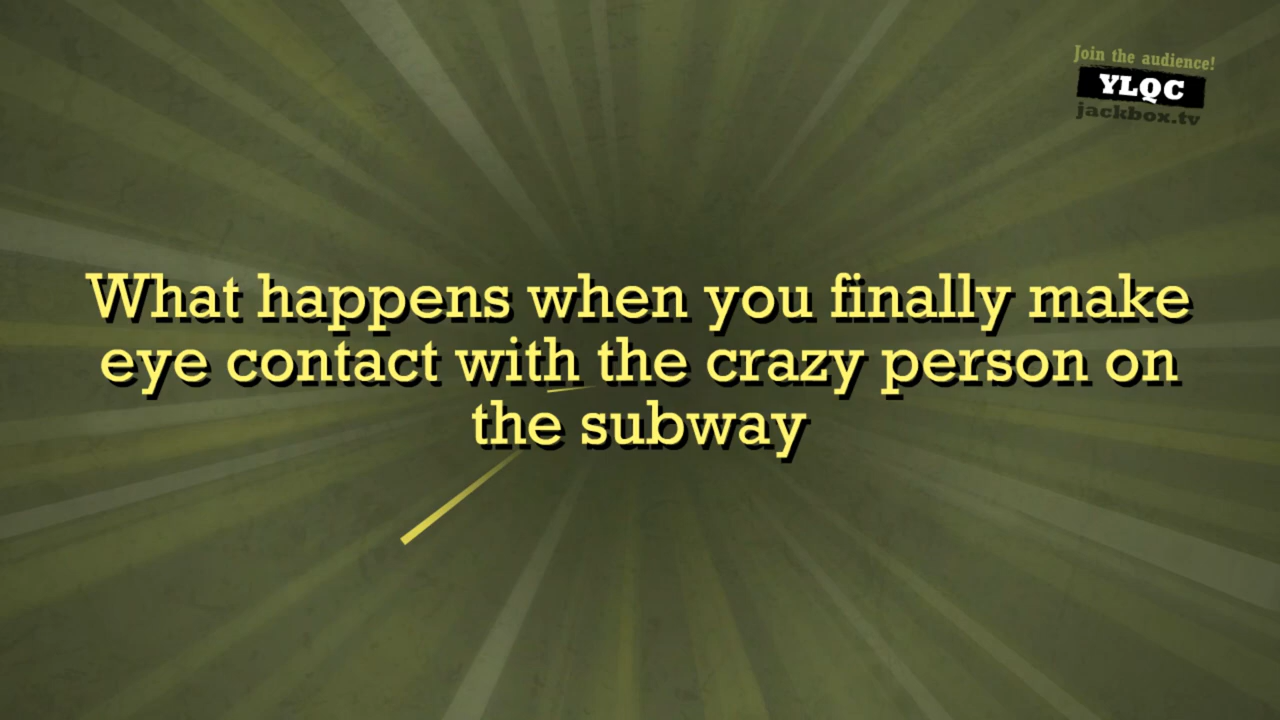 Join the audience!
YLQC
jackbox.tv
What happens when you finally make
eye contact with the crazy person on
the subway